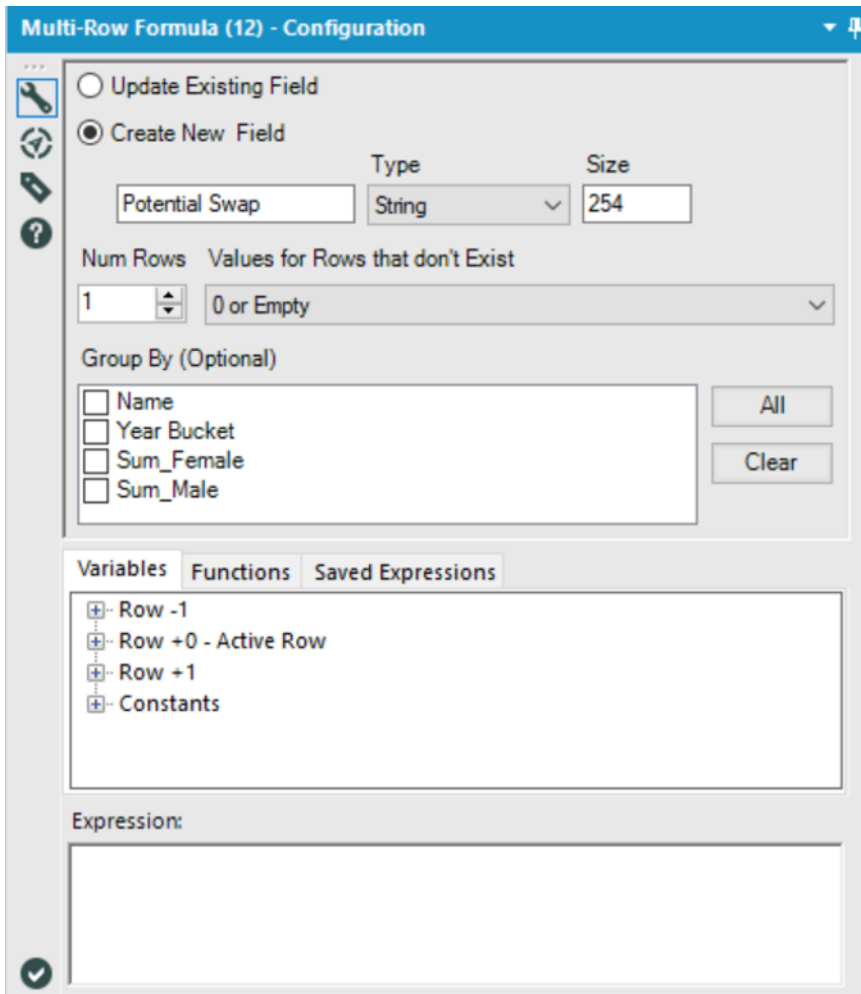 Multi-Row Formula (12) - Configuration
Update Existing Field
Create New  Field
Type Size
Potential Swap String 254
Num Rows Values for Rows that don't Exist
1 0 or Empty
Group By (Optional)
Name All
Year Bucket
Sum_Female Clear
Sum_Male
Variables Functions Saved Expressions
Row -1
Row +0 - Active Row
Row +1
Constants
Expression: